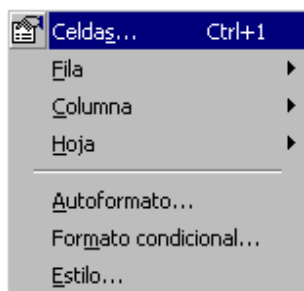 Celdas... Ctrl+1
Fila
Columna
Hoja
Autoformato...
Formato condicional...
Estilo...